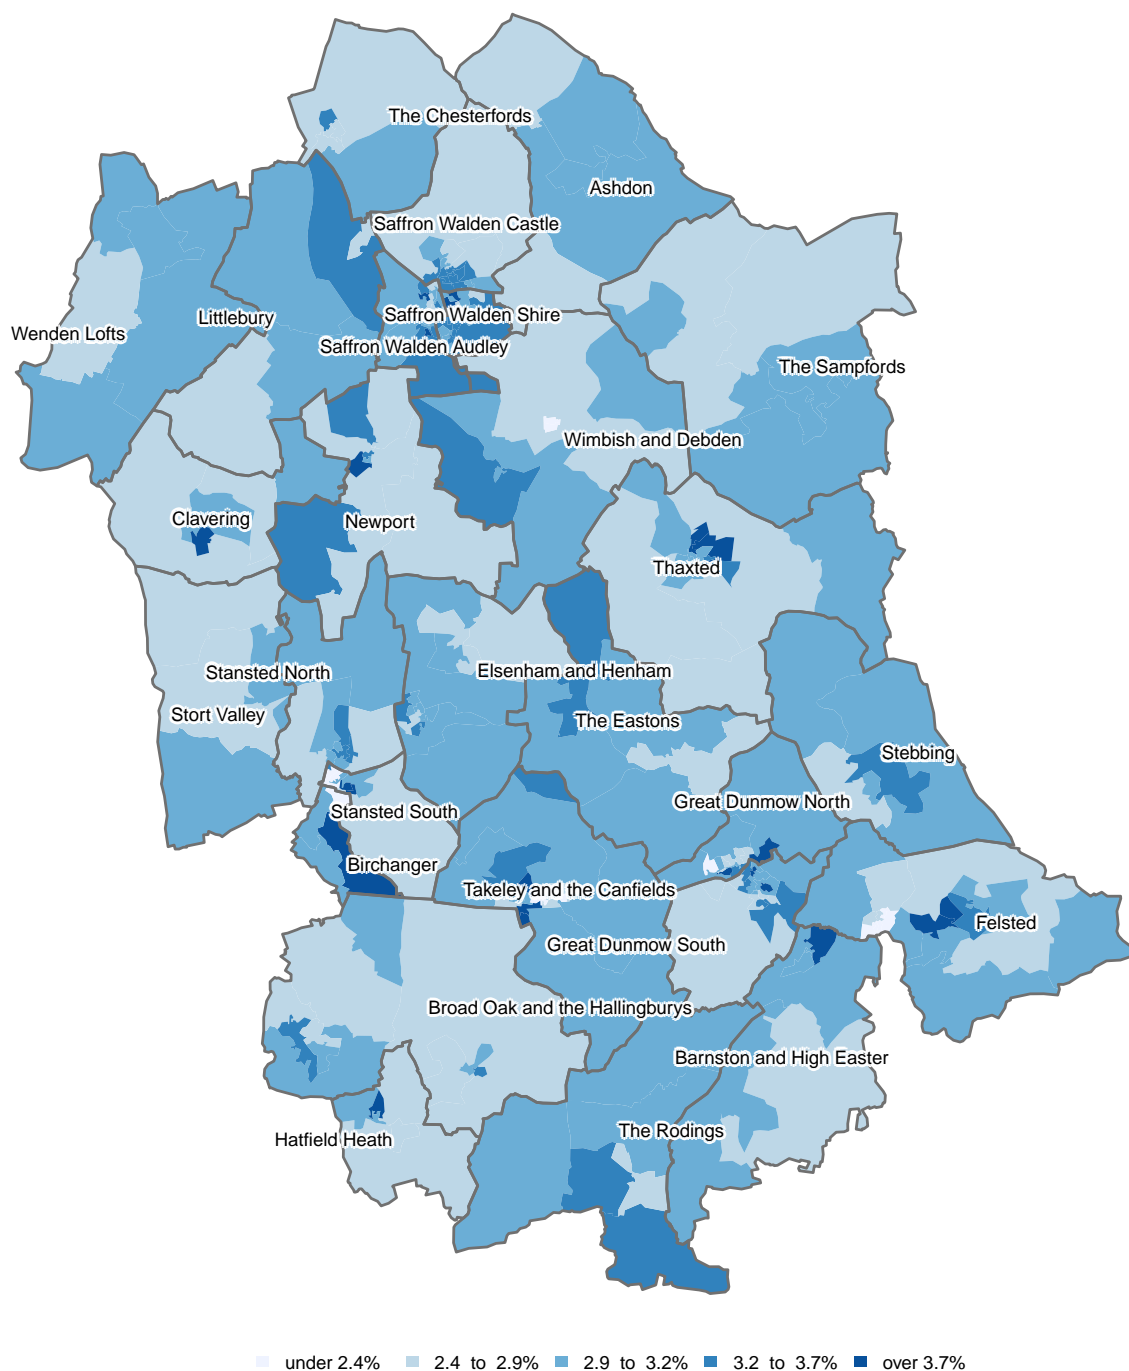 The Chesterfords
Ashdon
Saffron Walden Castle
Littlebury
Saffron Walden Shire
Wenden Lofts
Saffron Walden Audley
The Sampfords
Wimbish and Debden
Clavering
Newport
Thaxted
Stansted North
Elsenham and Henham
Stort Valley
The Eastons
Stebbing
Great Dunmow North
Stansted South
Birchanger
Takeley and the Canfields
Felsted
Great Dunmow South
Broad Oak and the Hallingburys
Barnston and High Easter
The Rodings
Hatfield Heath
under 2.4% 2.4 to 2.9% 2.9 to 3.2% 3.2 to 3.7% over 3.7%